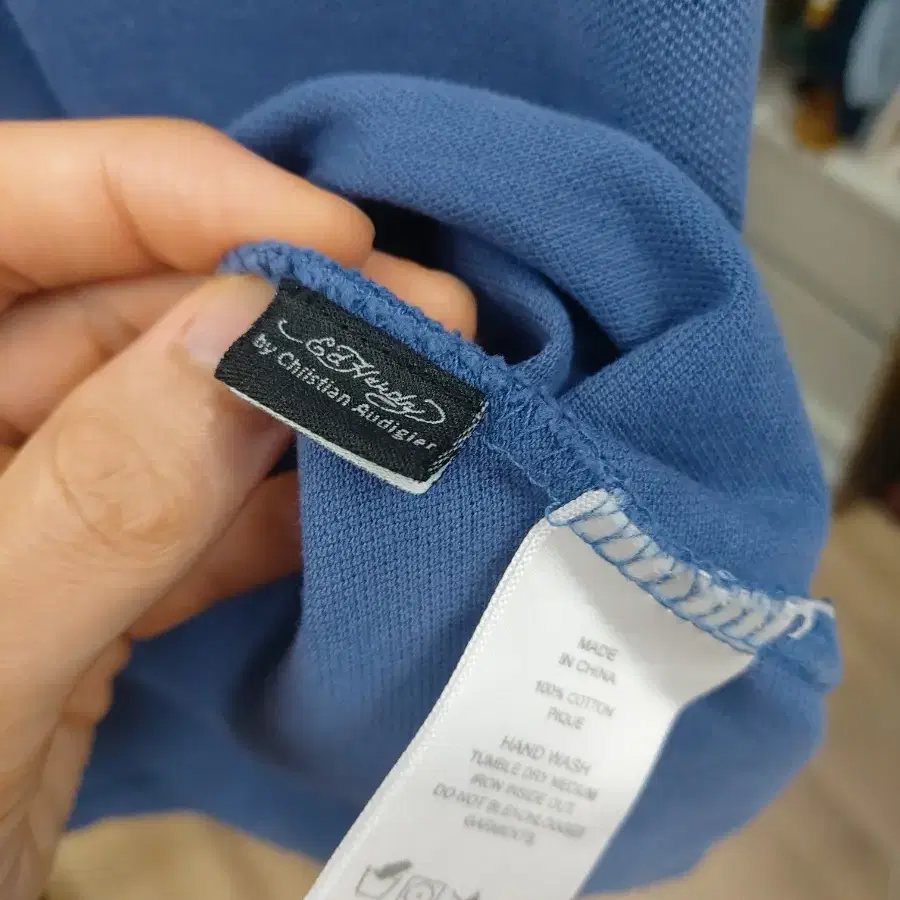 Ed Hardy
by Christian Audigier
MADE
IN CHINA
100% COTTON
PIQUE
HAND WASH
TUMBLE DRY MEDIUM
IRON INSIDE OUT.
DO NOT BLEACH LOGGER
GARMENTS.